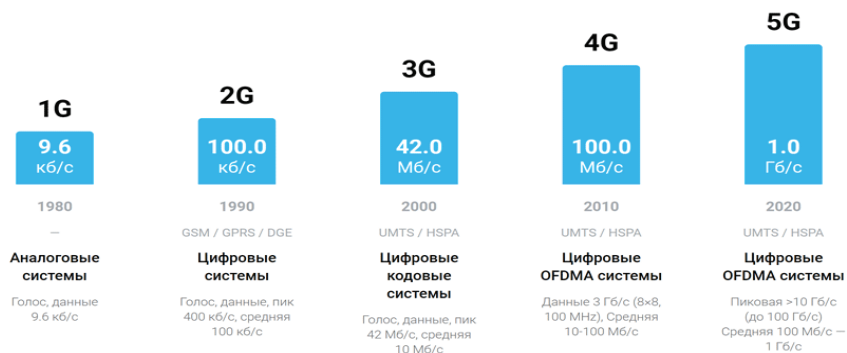 1G
9.6
кб/с
1980
—
Аналоговые
системы
Голос, данные
9.6 кб/с
2G
100.0
кб/с
1990
GSM / GPRS / DGE
Цифровые
системы
Голос, данные, пик
400 кб/с, средняя
100 кб/с
3G
42.0
Мб/с
2000
UMTS / HSPA
Цифровые
кодовые
системы
Голос, данные, пик
42 Мб/с, средняя
10 Мб/с
4G
100.0
Мб/с
2010
UMTS / HSPA
Цифровые
OFDMA системы
Данные 3 Гб/с (8×8,
100 MHz), Средняя
10-100 Мб/с
5G
1.0
Гб/с
2020
UMTS / HSPA
Цифровые
OFDMA системы
Пиковая >10 Гб/с
(до 100 Гб/с)
Средняя 100 Мб/с —
1 Гб/с